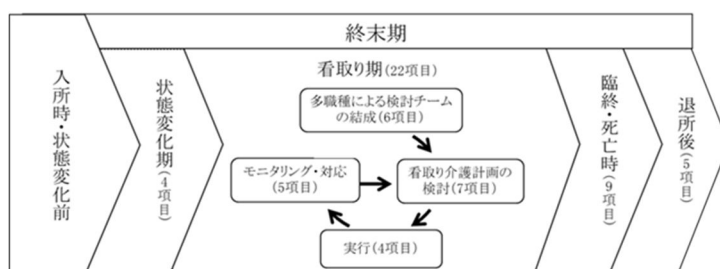 終末期
入所時・状態変化前
状態変化期(4項目)
看取り期(22項目)
多職種による検討チーム
の結成(6項目)
モニタリング・対応
(5項目)
看取り介護計画の
検討(7項目)
実行(4項目)
臨終・死亡時(9項目)
退所後(5項目)